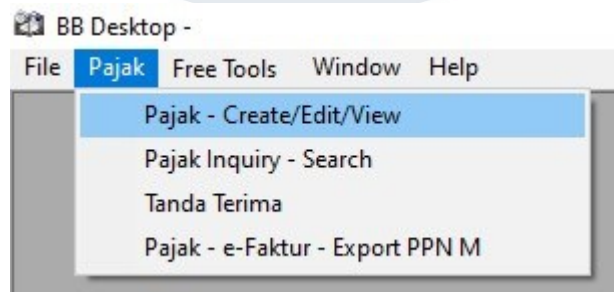 BB Desktop -
File Pajak Free Tools Window Help
Pajak - Create/Edit/View
Pajak Inquiry - Search
Tanda Terima
Pajak - e-Faktur - Export PPN M